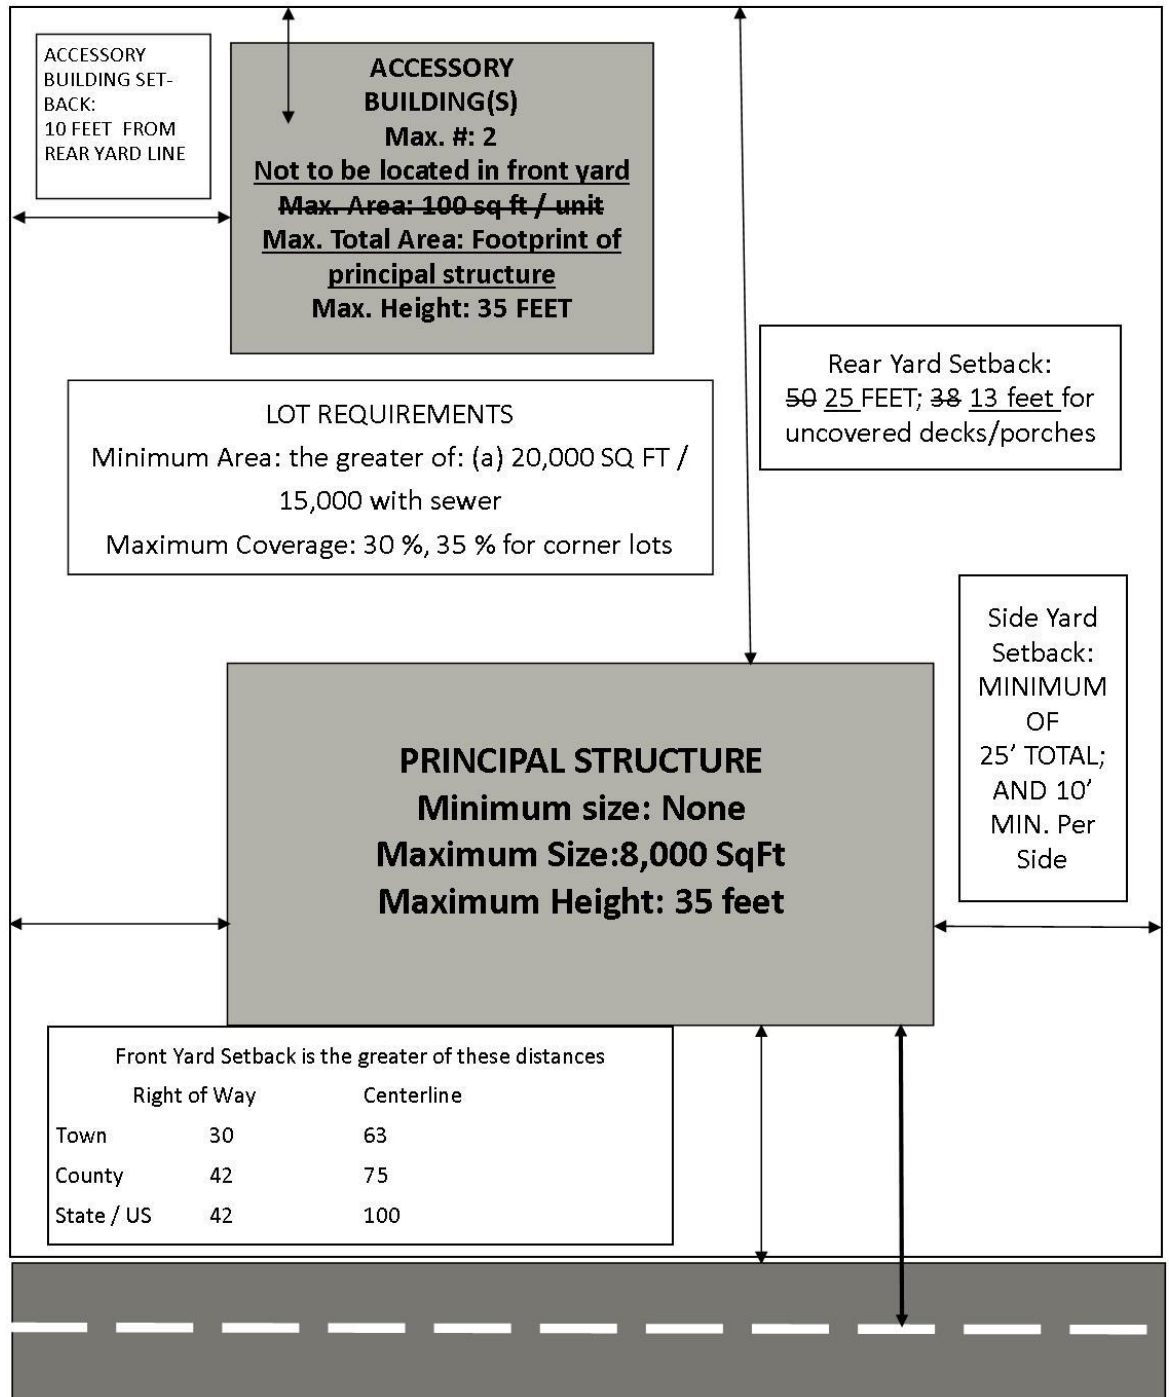 ACCESSORY
BUILDING SET-
BACK:
10 FEET FROM
REAR YARD LINE
ACCESSORY
BUILDING(S)
Max. #: 2
Not to be located in front yard
Max. Area: 100 sq ft / unit
Max. Total Area: Footprint of
principal structure
Max. Height: 35 FEET
Rear Yard Setback:
50 25 FEET; 38 13 feet for
uncovered decks/porches
LOT REQUIREMENTS
Minimum Area: the greater of: (a) 20,000 SQ FT /
15,000 with sewer
Maximum Coverage: 30 %, 35 % for corner lots
Side Yard
Setback:
MINIMUM
OF
25’ TOTAL;
AND 10’
MIN. Per
Side
PRINCIPAL STRUCTURE
Minimum size: None
Maximum Size:8,000 SqFt
Maximum Height: 35 feet
Front Yard Setback is the greater of these distances
Right of Way Centerline
Town 30 63
County 42 75
State / US 42 100